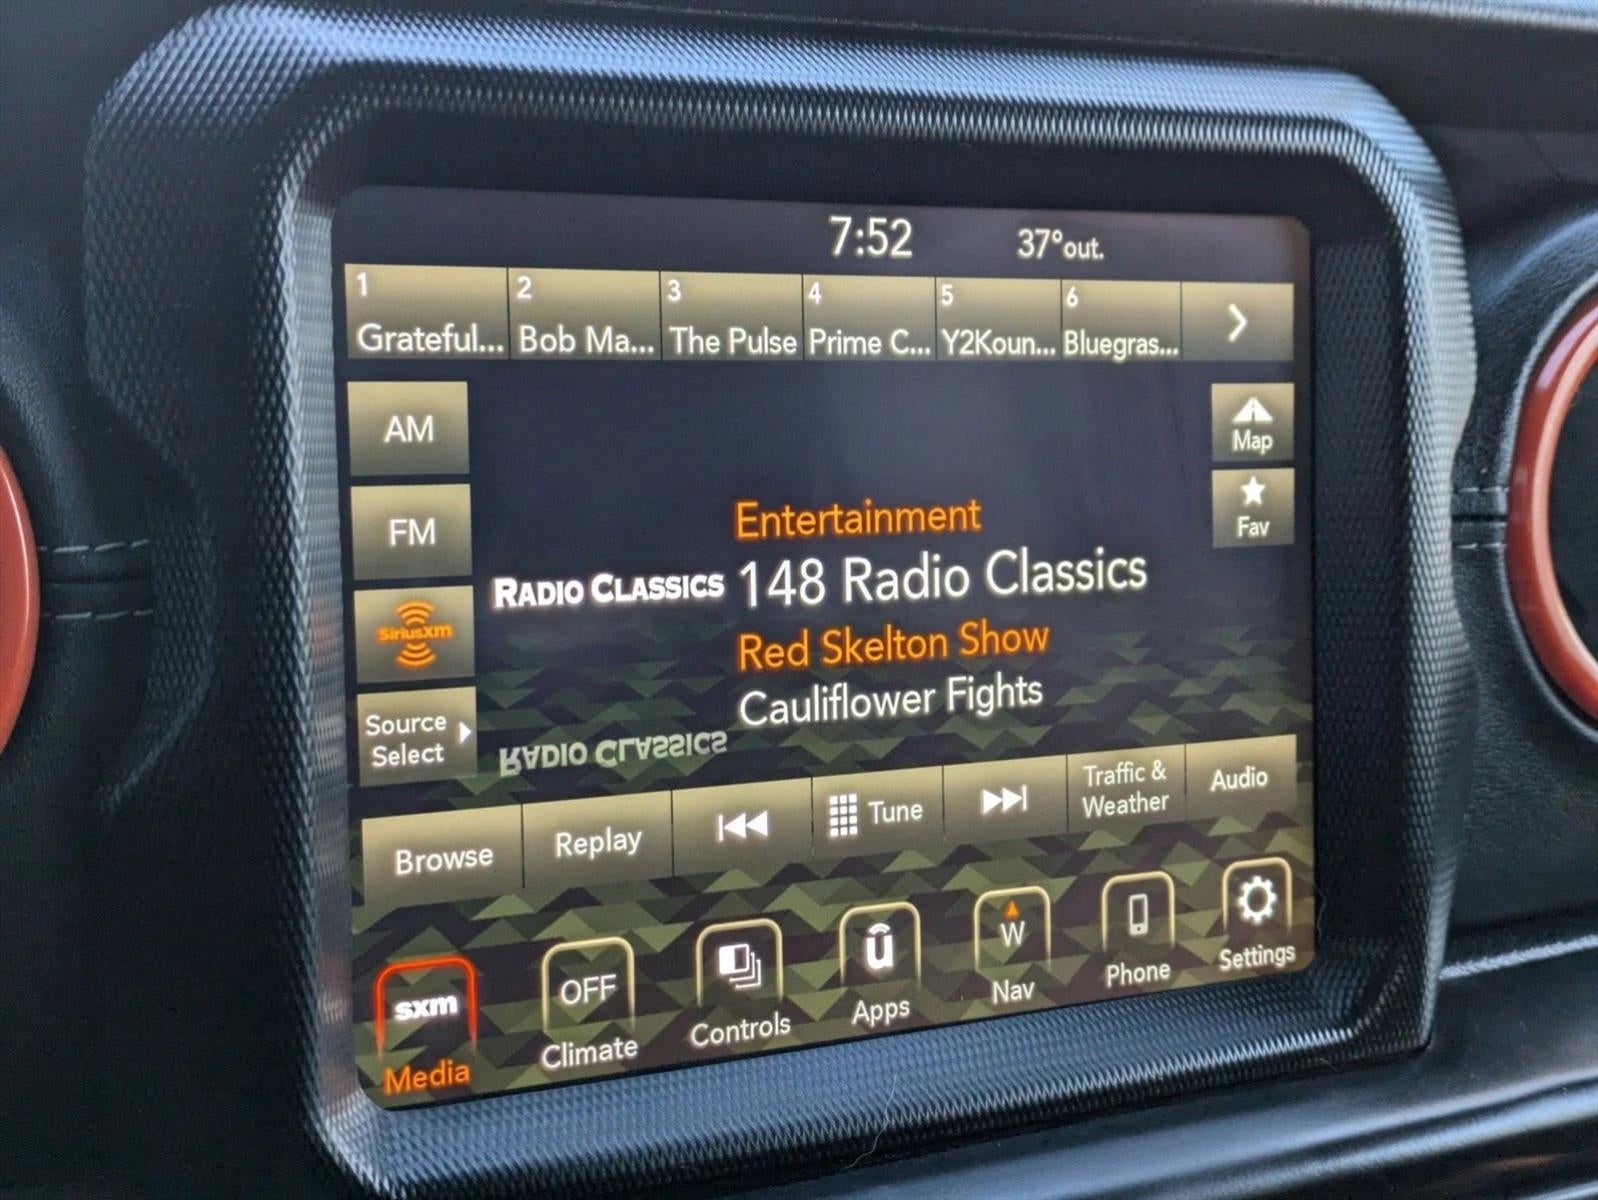 7:52 37°out.
1 2 3 4 5 6
Grateful... Bob Ma... The Pulse Prime C... Y2Koun... Bluegras...
AM
Map
FM
Fav
Entertainment
RADIO CLASSICS 148 Radio Classics
SiriusXM
Red Skelton Show
Cauliflower Fights
Source
Select
RADIO CLASSICS
Browse Replay Tune Traffic &
Weather Audio
sxm OFF W
Media Climate Controls Apps Nav Phone Settings